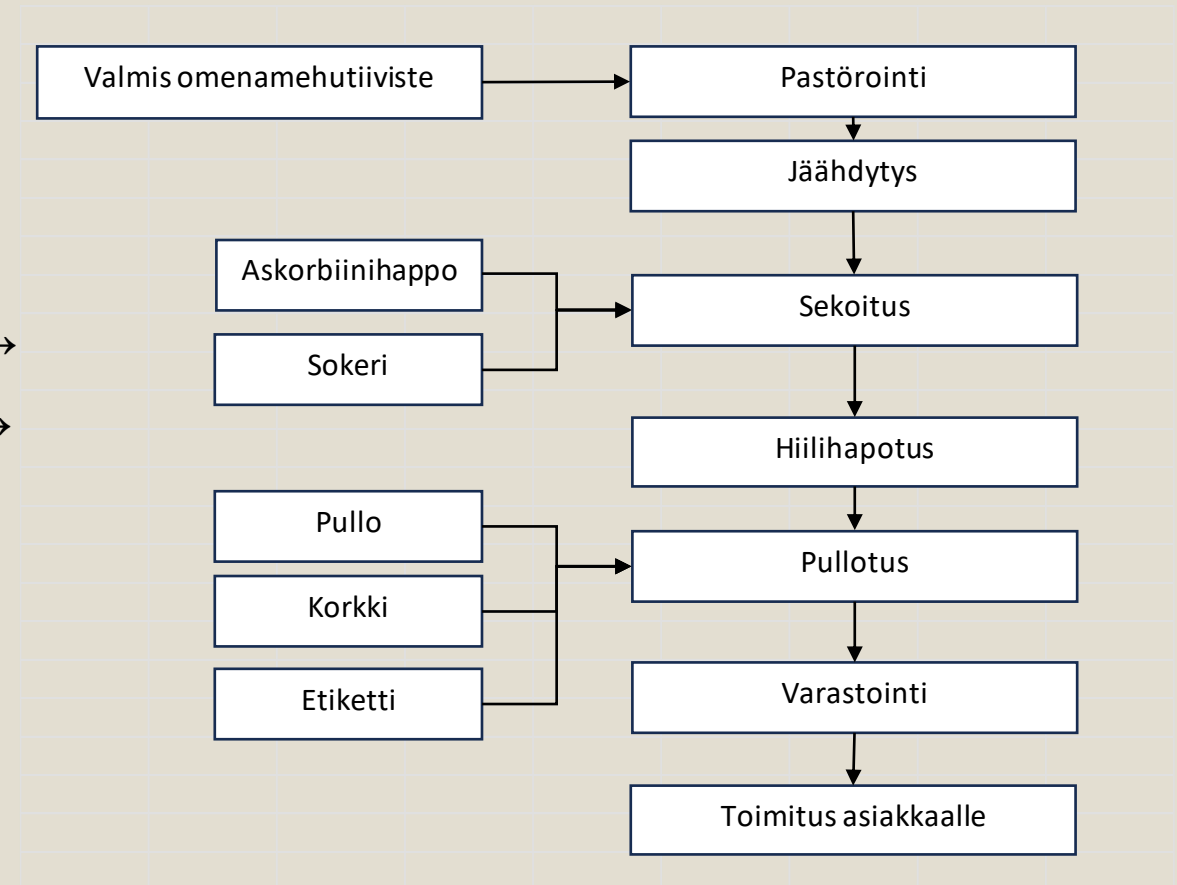 Valmis omenamehutiiviste
Pastörointi
Jäähdytys
Askorbiinihappo
Sokeri
Sekoitus
Hiilihapotus
Pullo
Korkki
Etiketti
Pullotus
Varastointi
Toimitus asiakkaalle